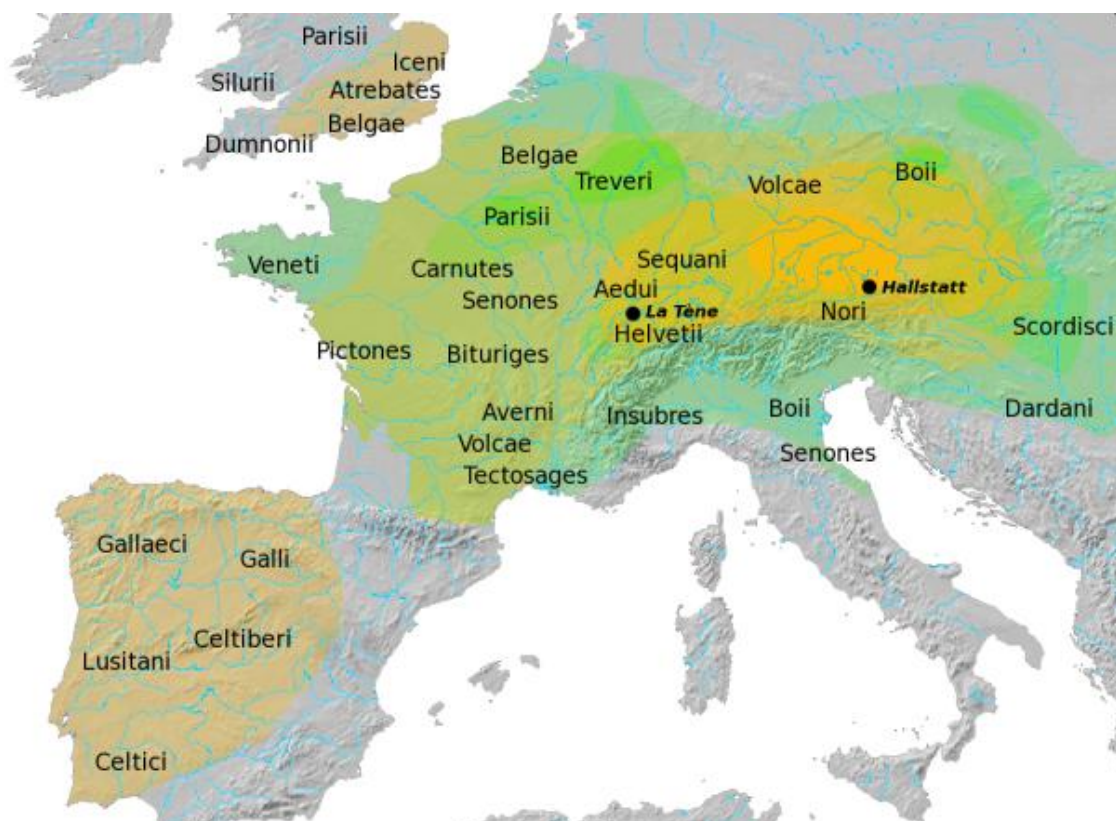 Parisii
Iceni
Silurii
Atrebates
Belgae
Dumnonii
Belgae
Treveri
Volcae
Boii
Parisii
Veneti
Carnutes
Sequani
Senones
Aedui
Hallstatt
La Tène
Nori
Helvetii
Scordisci
Pictones
Bituriges
Averni
Insubres
Boii
Dardani
Volcae
Tectosages
Senones
Gallaeci
Galli
Celtiberi
Lusitani
Celtici